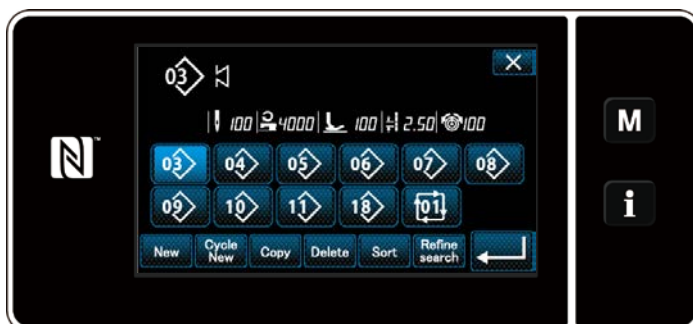 03
100 4000 100 2.50 100
M
03 04 05 06 07 08
i
09 10 11 18 01
New Cycle New Copy Delete Sort Refine search
N